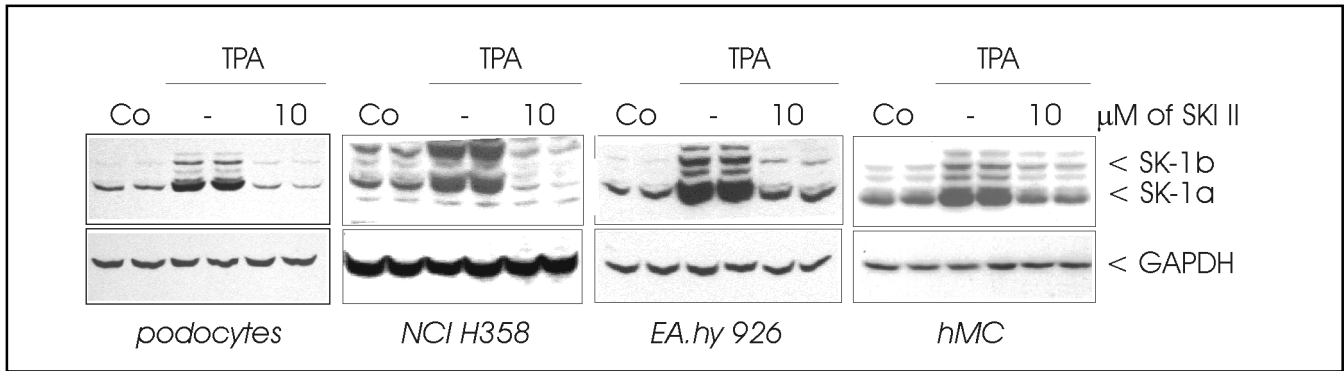 TPA TPA TPA TPA
Co - 10 Co - 10 Co - 10 Co - 10 μM of SKI II
< SK-1b
< SK-1a
< GAPDH
podocytes NCI H358 EA.hy 926 hMC